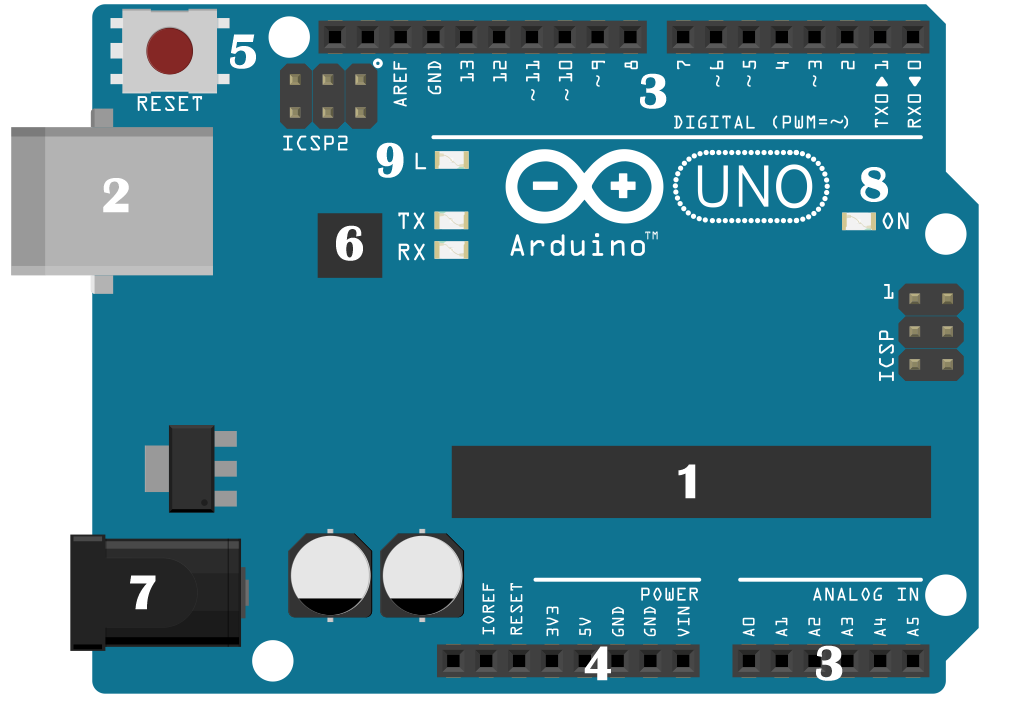 5
RESET
AREF
GND
13
12
~11
~10
~9
8
7
~6
~5
4
~3
2
TX0▶1
RX0◀0
3
DIGITAL (PWM=~)
ICSP2
2
9 L
TX
RX
6
Arduino™
UNO
8
ON
1
ICSP
1
7
IOREF
RESET
3V3
5V
GND
GND
VIN
POWER
4
ANALOG IN
A0
A1
A2
A3
A4
A5
3